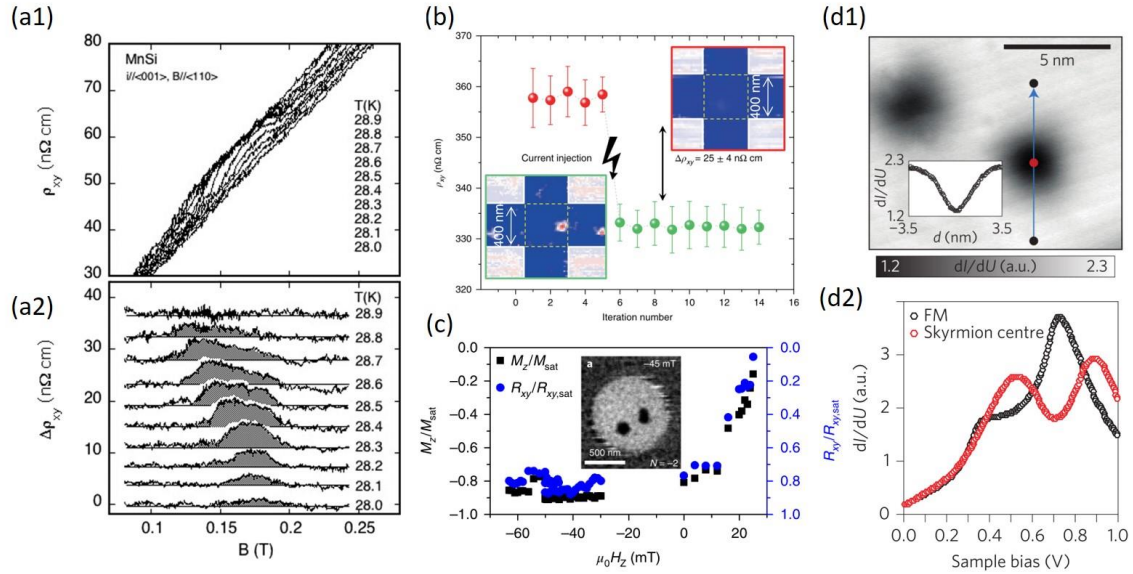 (a1)
80
70
60
50
40
30
ρxy (nΩ cm)
MnSi
i//<001>, B//<110>
T(K)
28.9
28.8
28.7
28.6
28.5
28.4
28.3
28.2
28.1
28.0
(a2)
40
30
20
10
0
Δρxy (nΩ cm)
T(K)
28.9
28.7
28.6
28.5
28.4
28.3
28.2
28.1
28.0
0.1 0.15 0.2 0.25
B (T)
(b)
370
360
350
340
330
320
ρxy (nΩ cm)
400 nm
Δρxy = 25 ± 4 nΩ cm
Current injection
400 nm
0 2 4 6 8 10 12 14 16
Iteration number
(c)
−0.0
−0.2
−0.4
−0.6
−0.8
−1.0
Mz/Msat
Mz/Msat
Rxy/Rxy,sat
a
−45 mT
500 nm
N = −2
0.0
0.2
0.4
0.6
0.8
1.0
Rxy/Rxy,sat
−60 −40 −20 0 20
μ0HZ (mT)
(d1)
5 nm
2.3
1.2
dI/dU
−3.5 3.5
d (nm)
1.2 dI/dU (a.u.) 2.3
(d2)
FM
Skyrmion centre
3
2
1
0
dI/dU (a.u.)
0.0 0.2 0.4 0.6 0.8 1.0
Sample bias (V)